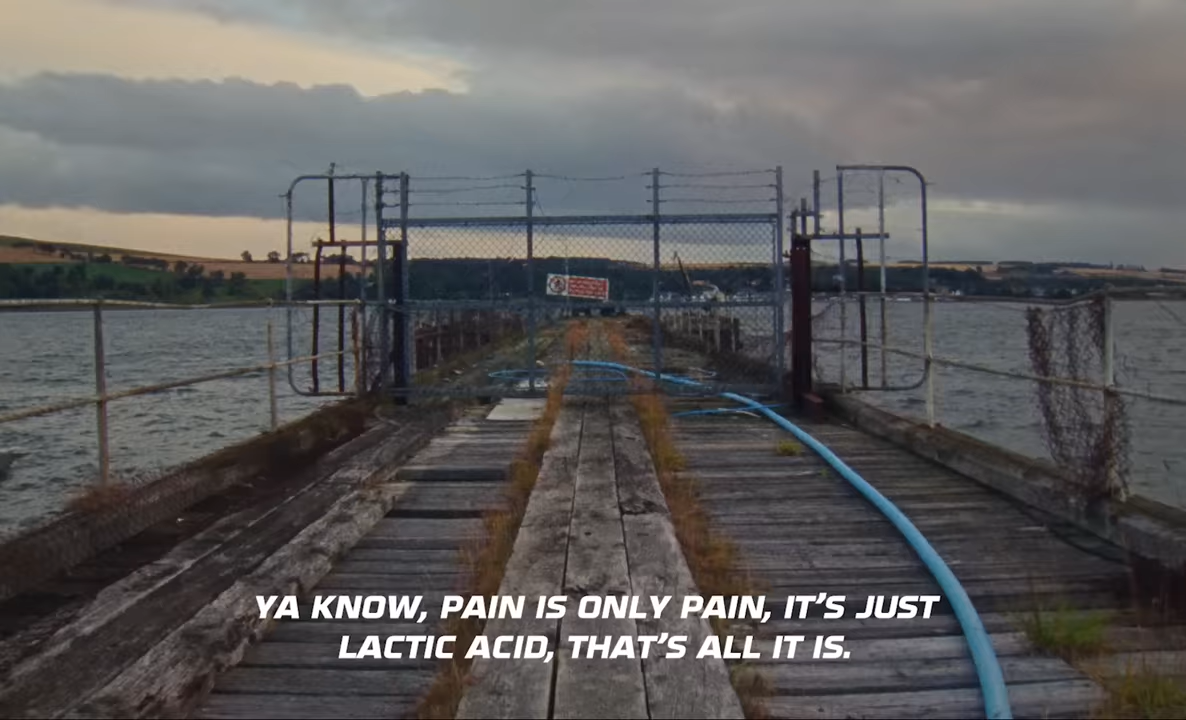 YA KNOW, PAIN IS ONLY PAIN, IT'S JUST
LACTIC ACID, THAT'S ALL IT IS.